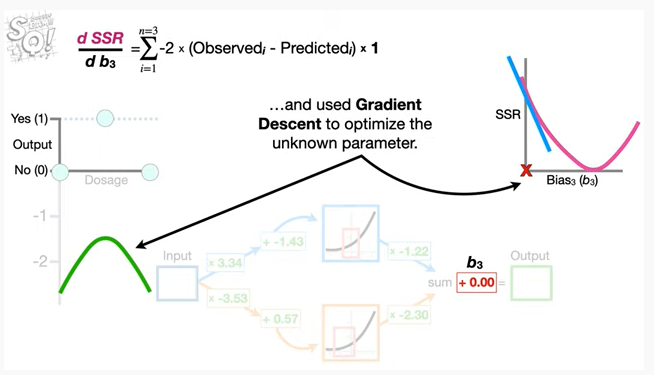 SQ!
d SSR
d b₃
n=3
= Σ -2 × (Observedᵢ - Predictedᵢ) × 1
i=1
...and used Gradient
Descent to optimize the
unknown parameter.
SSR
Bias₃ (b₃)
Yes (1)
Output
No (0)
Dosage
-1
-2
Input
× 3.34
+ -1.43
× -1.22
× -3.53
+ 0.57
× -2.30
b₃
sum + 0.00 =
Output